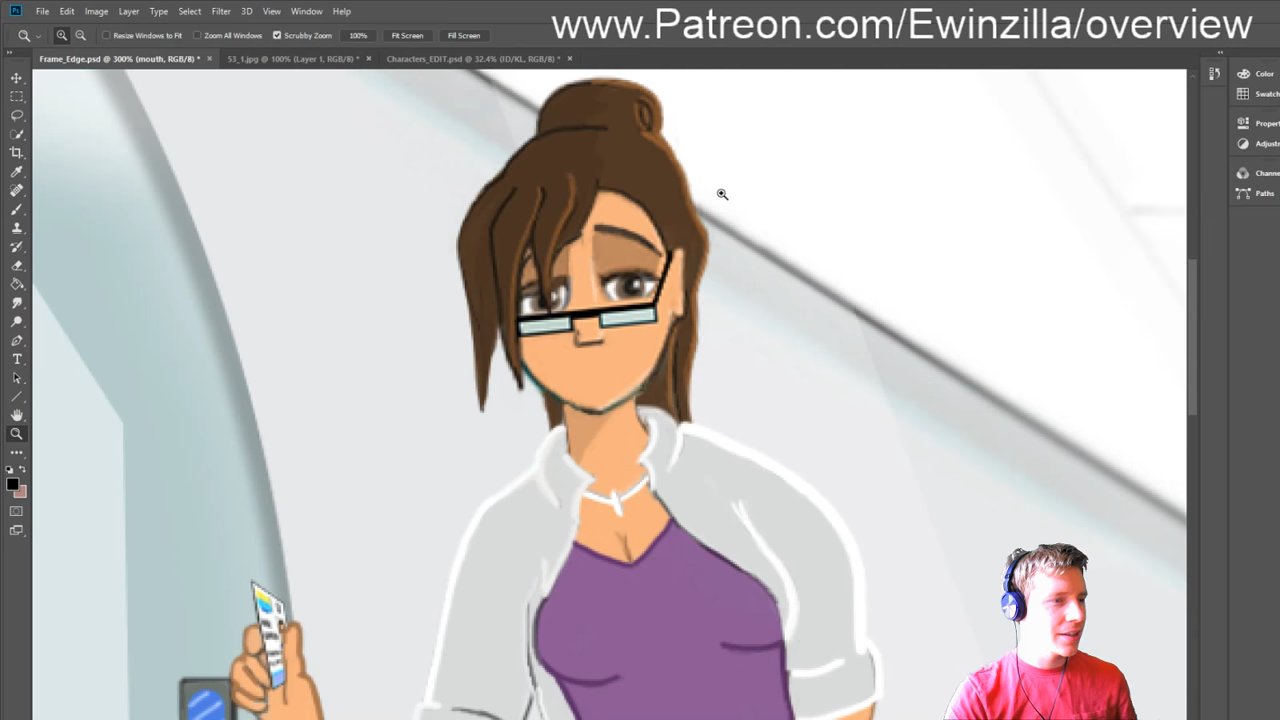 www.Patreon.com/Ewinzilla/overview
File Edit Image Layer Type Select Filter 3D View Window Help
Resize Windows to Fit Zoom All Windows Scrubby Zoom 100% Fit Screen Fill Screen
Frame_Edge.psd @ 300% (mouth, RGB/8) * × 53_1.jpg @ 100% (Layer 1, RGB/8) * × Characters_EDIT.psd @ 32.4% (ID/KL, RGB/8) * ×
Color
Swatch
Proper
Adjust
Channe
Paths